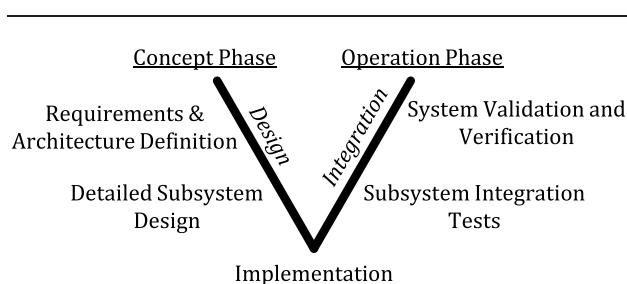 Concept Phase
Operation Phase
Requirements &
Architecture Definition
Design
Integration
System Validation and
Verification
Detailed Subsystem
Design
Subsystem Integration
Tests
Implementation